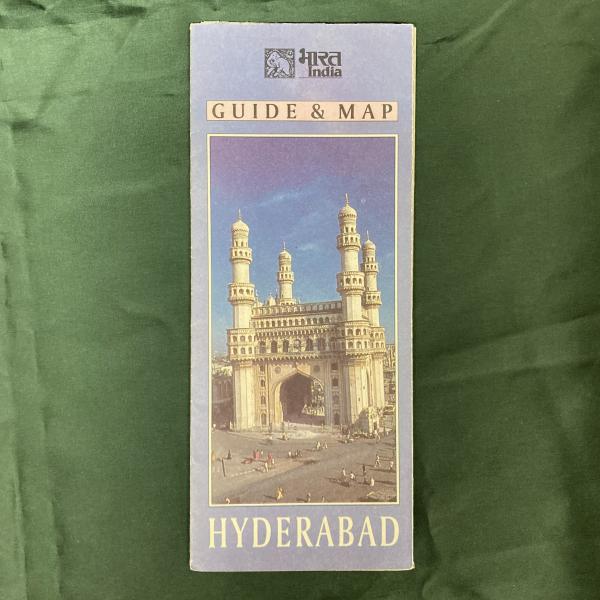 भारत
India
GUIDE & MAP
HYDERABAD